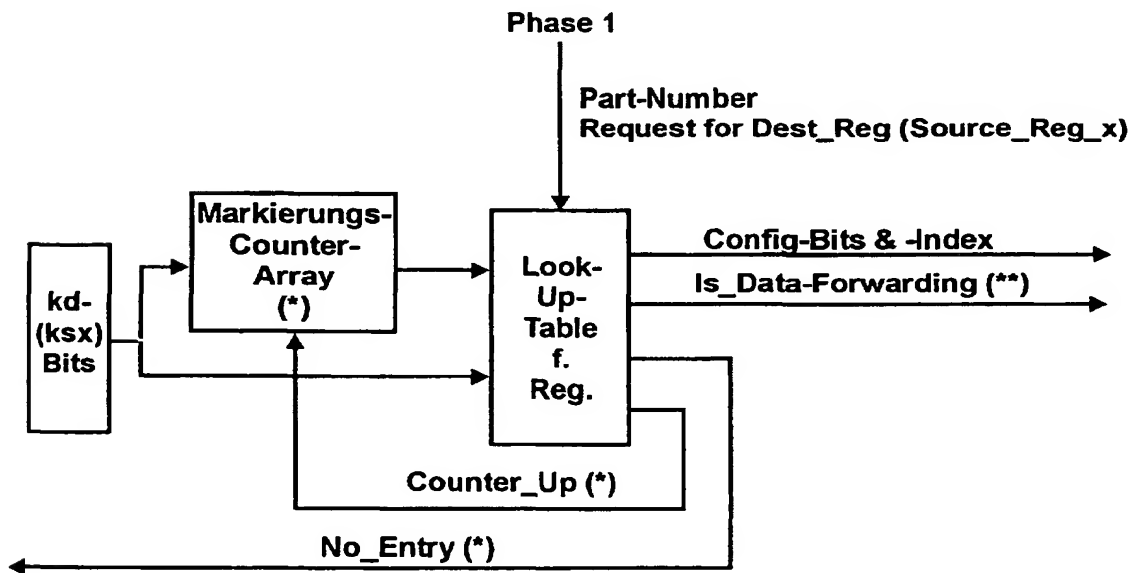 Phase 1
Part-Number
Request for Dest_Reg (Source_Reg_x)
Markierungs-
Counter-
Array
(*)
kd-
(ksx)
Bits
Look-
Up-
Table
f.
Reg.
Config-Bits & -Index
Is_Data-Forwarding (**)
Counter_Up (*)
No_Entry (*)